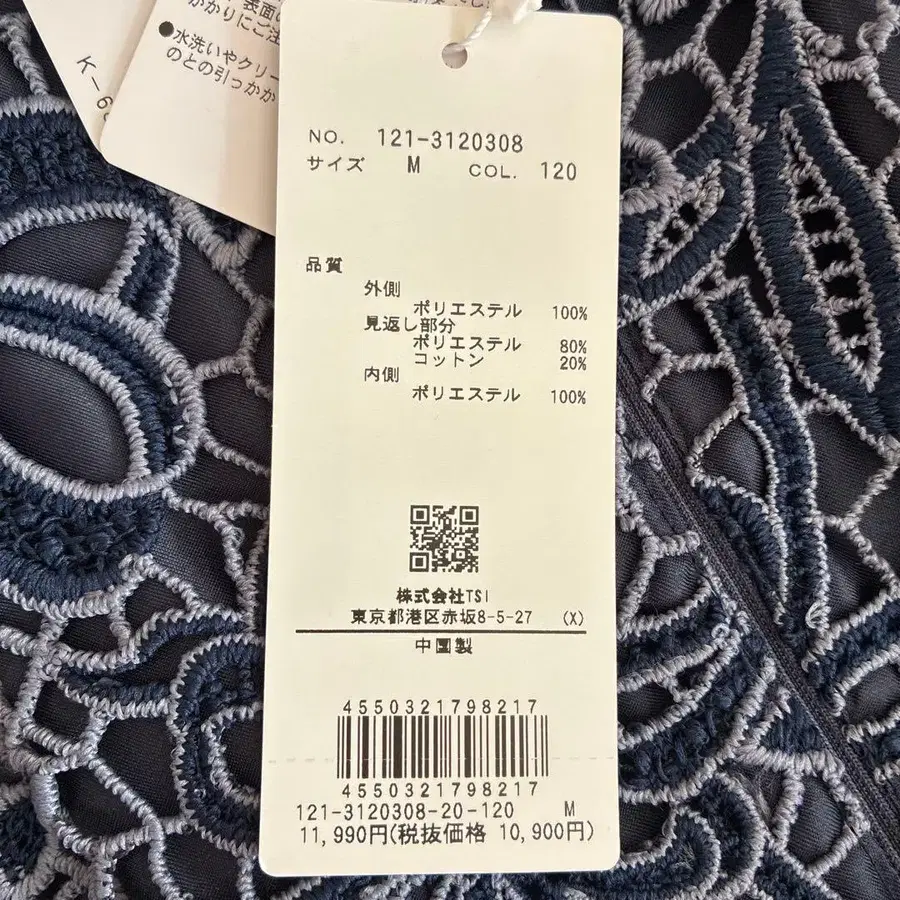 かかりにご注
●水洗いやクリー
のとの引っかか
NO. 121-3120308
サイズ M COL. 120
品質
外側
ポリエステル 100%
見返し部分
ポリエステル 80%
コットン 20%
内側
ポリエステル 100%
株式会社TSI
東京都港区赤坂8-5-27 (X)
中国製
4550321798217
4550321798217
121-3120308-20-120 M
11,990円(税抜価格 10,900円)